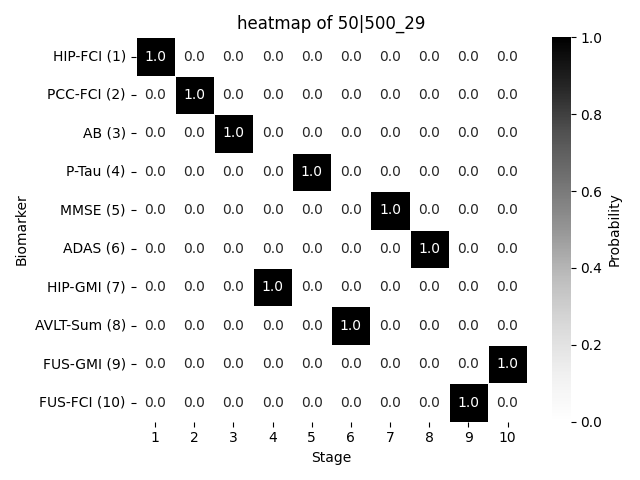 heatmap of 50|500_29
HIP-FCI (1) 1.0 0.0 0.0 0.0 0.0 0.0 0.0 0.0 0.0 0.0
PCC-FCI (2) 0.0 1.0 0.0 0.0 0.0 0.0 0.0 0.0 0.0 0.0
AB (3) 0.0 0.0 1.0 0.0 0.0 0.0 0.0 0.0 0.0 0.0
P-Tau (4) 0.0 0.0 0.0 0.0 1.0 0.0 0.0 0.0 0.0 0.0
MMSE (5) 0.0 0.0 0.0 0.0 0.0 0.0 1.0 0.0 0.0 0.0
ADAS (6) 0.0 0.0 0.0 0.0 0.0 0.0 0.0 1.0 0.0 0.0
HIP-GMI (7) 0.0 0.0 0.0 1.0 0.0 0.0 0.0 0.0 0.0 0.0
AVLT-Sum (8) 0.0 0.0 0.0 0.0 0.0 1.0 0.0 0.0 0.0 0.0
FUS-GMI (9) 0.0 0.0 0.0 0.0 0.0 0.0 0.0 0.0 0.0 1.0
FUS-FCI (10) 0.0 0.0 0.0 0.0 0.0 0.0 0.0 0.0 1.0 0.0
1 2 3 4 5 6 7 8 9 10
Stage
Biomarker
1.0
0.8
0.6
0.4
0.2
0.0
Probability